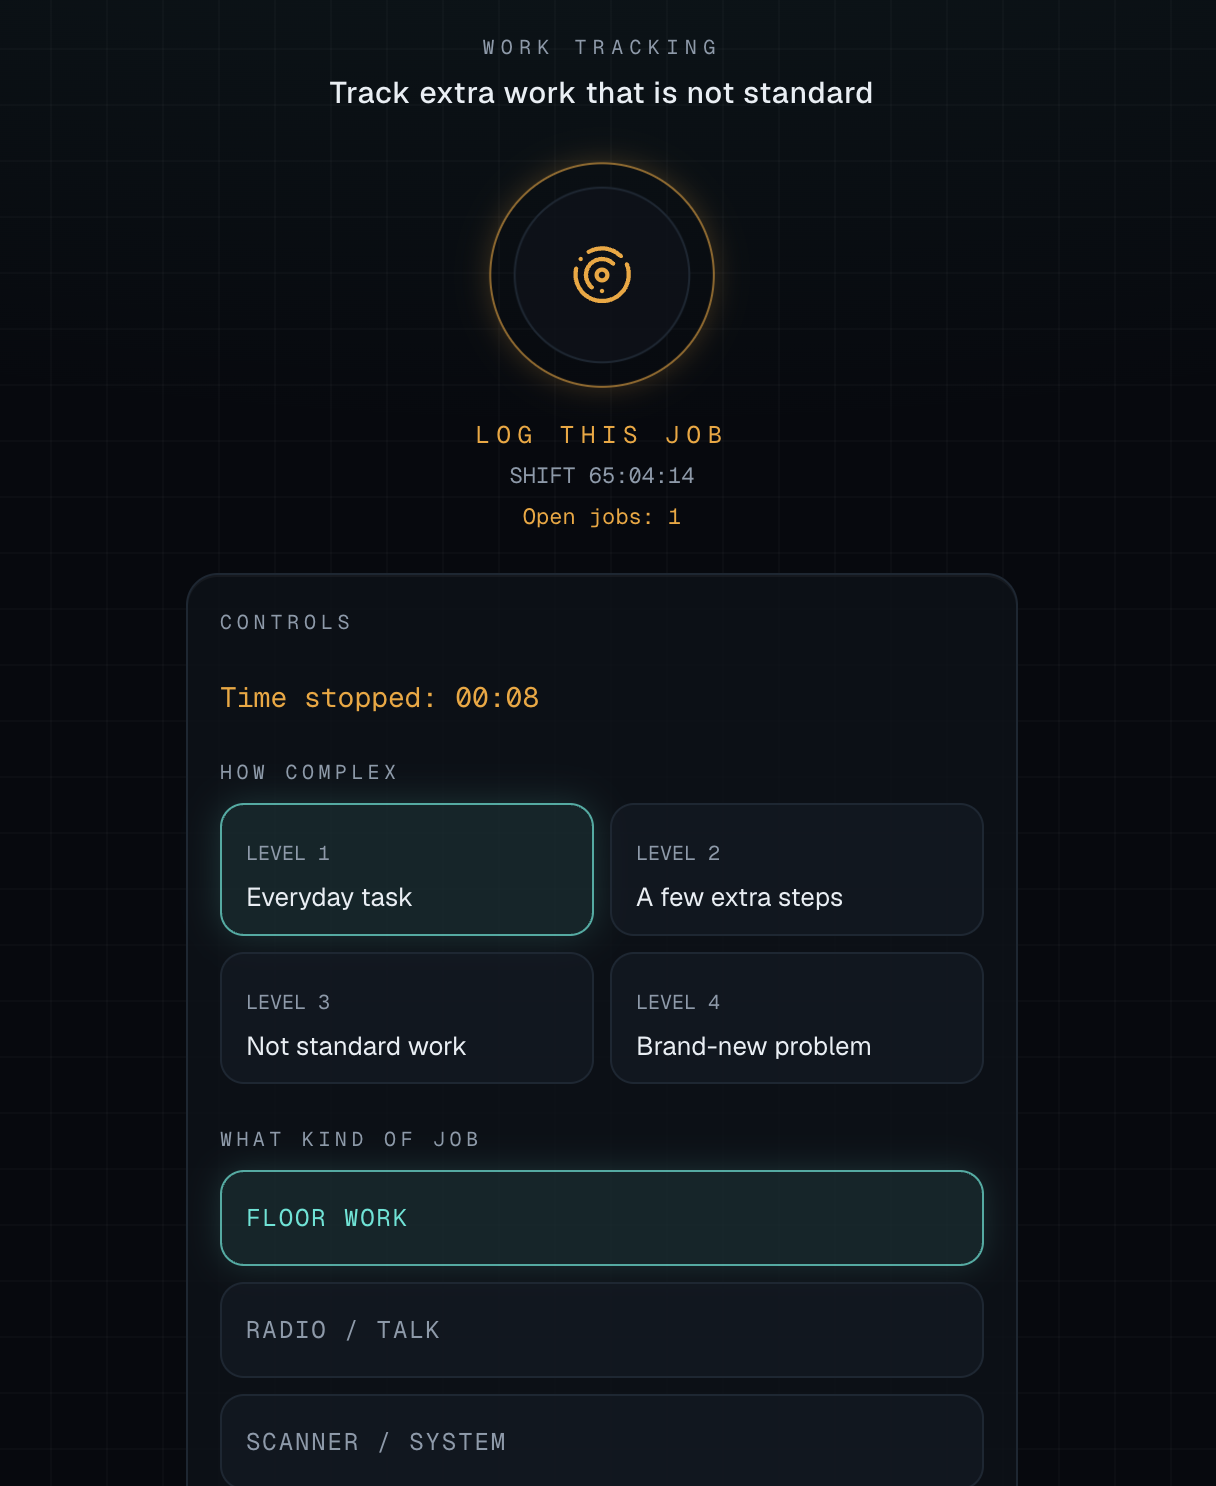 WORK TRACKING
Track extra work that is not standard
LOG THIS JOB
SHIFT 65:04:14
Open jobs: 1
CONTROLS
Time stopped: 00:08
HOW COMPLEX
LEVEL 1
Everyday task
LEVEL 2
A few extra steps
LEVEL 3
Not standard work
LEVEL 4
Brand-new problem
WHAT KIND OF JOB
FLOOR WORK
RADIO / TALK
SCANNER / SYSTEM